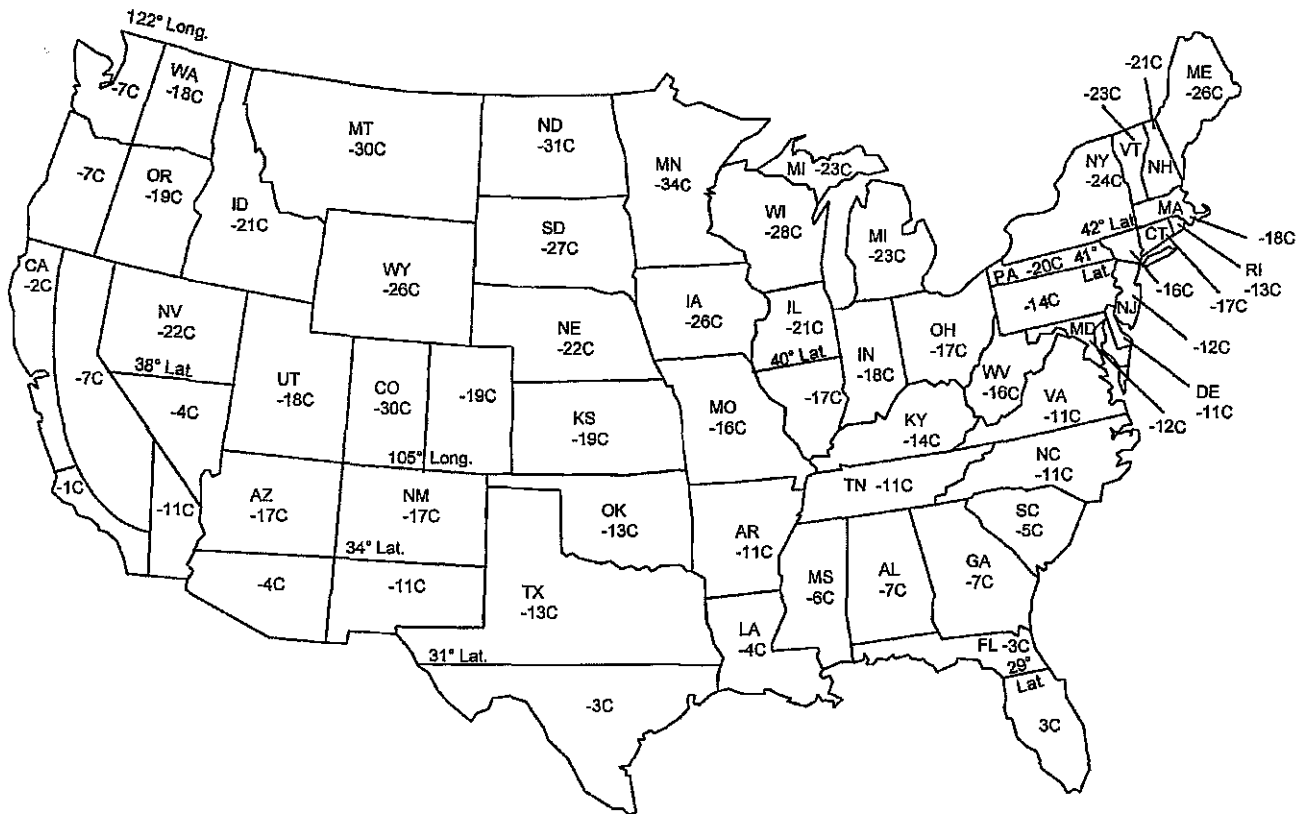 122° Long.
-7C
WA
-18C
MT
-30C
ND
-31C
MN
-34C
MI -23C
-21C
ME
-26C
-23C
VT
NH
NY
-24C
-7C
OR
-19C
ID
-21C
SD
-27C
WI
-28C
MI
-23C
MA
42° Lat
CT
-18C
RI
-13C
CA
-2C
WY
-26C
PA -20C 41°
Lat.
-16C
-17C
-14C
NJ
NV
-22C
38° Lat.
NE
-22C
IA
-26C
IL
-21C
40° Lat
OH
-17C
MD
-12C
-7C
-4C
UT
-18C
CO
-30C
-19C
105° Long.
KS
-19C
MO
-16C
-17C
IN
-18C
WV
-16C
DE
-11C
-12C
VA
-11C
KY
-14C
-1C
-11C
AZ
-17C
NM
-17C
34° Lat.
OK
-13C
TN -11C
NC
-11C
AR
-11C
SC
-5C
-4C
-11C
TX
-13C
MS
-6C
AL
-7C
GA
-7C
LA
-4C
31° Lat.
FL -3C
29°
Lat
-3C
3C